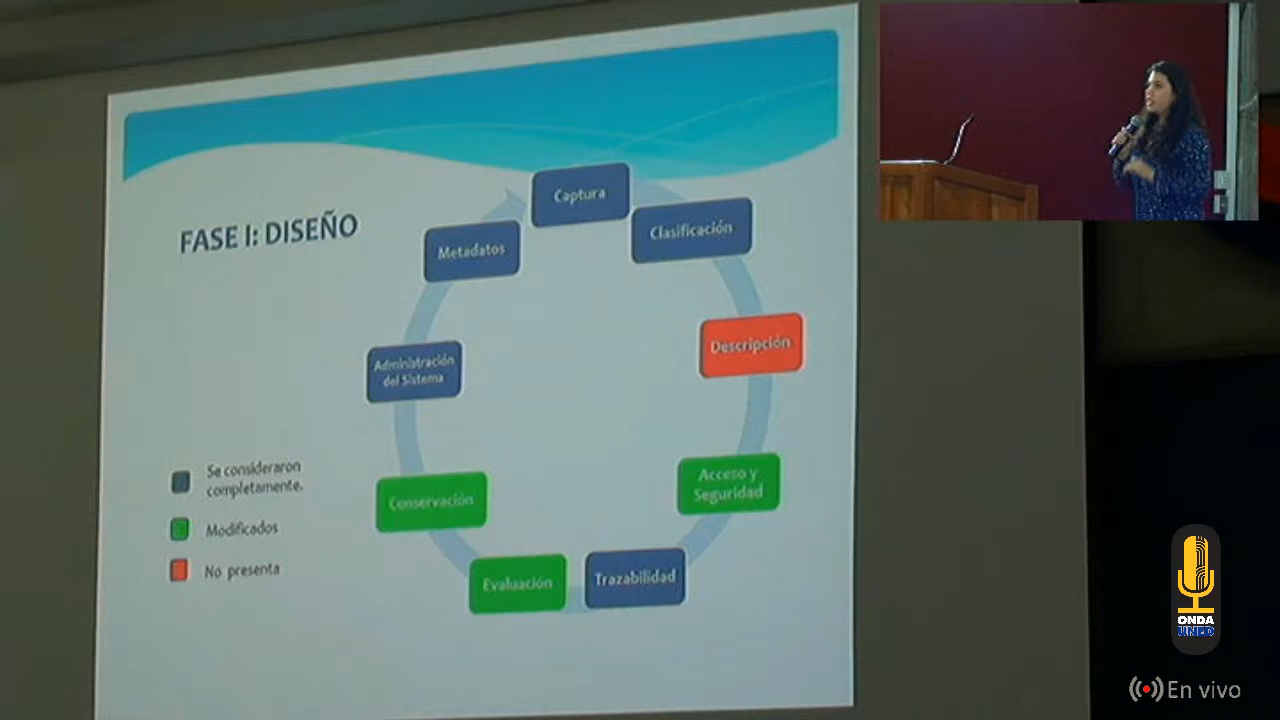 FASE I: DISEÑO
Captura
Clasificación
Descripción
Acceso y
Seguridad
Trazabilidad
Evaluación
Conservación
Administración
del Sistema
Metadatos
Se consideraron
completamente.
Modificados
No presenta
ONDA
UNED
En vivo